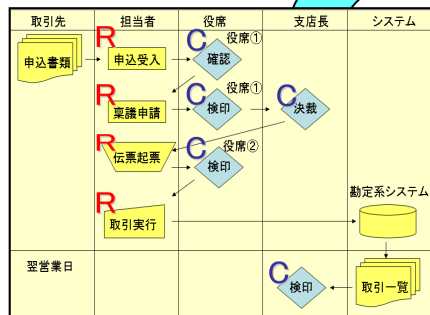 取引先 担当者 役席 支店長 システム
申込書類 R 申込受入 C 確認 役席①
R 稟議申請 C 検印 役席① C 決裁
R 伝票起票 C 検印 役席②
R 取引実行 勘定系システム
翌営業日 C 検印 取引一覧